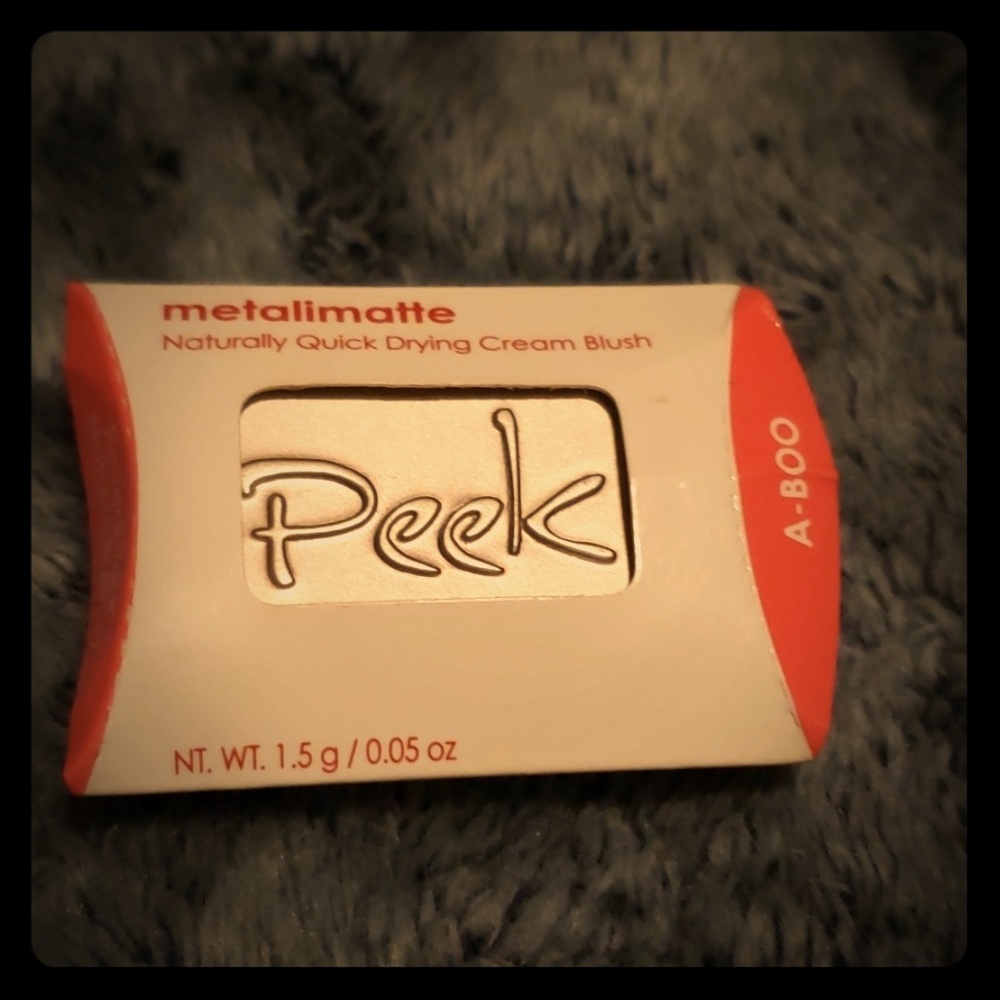 metalimatte
Naturally Quick Drying Cream Blush
Peek
A-BOO
NT. WT. 1.5 g / 0.05 oz